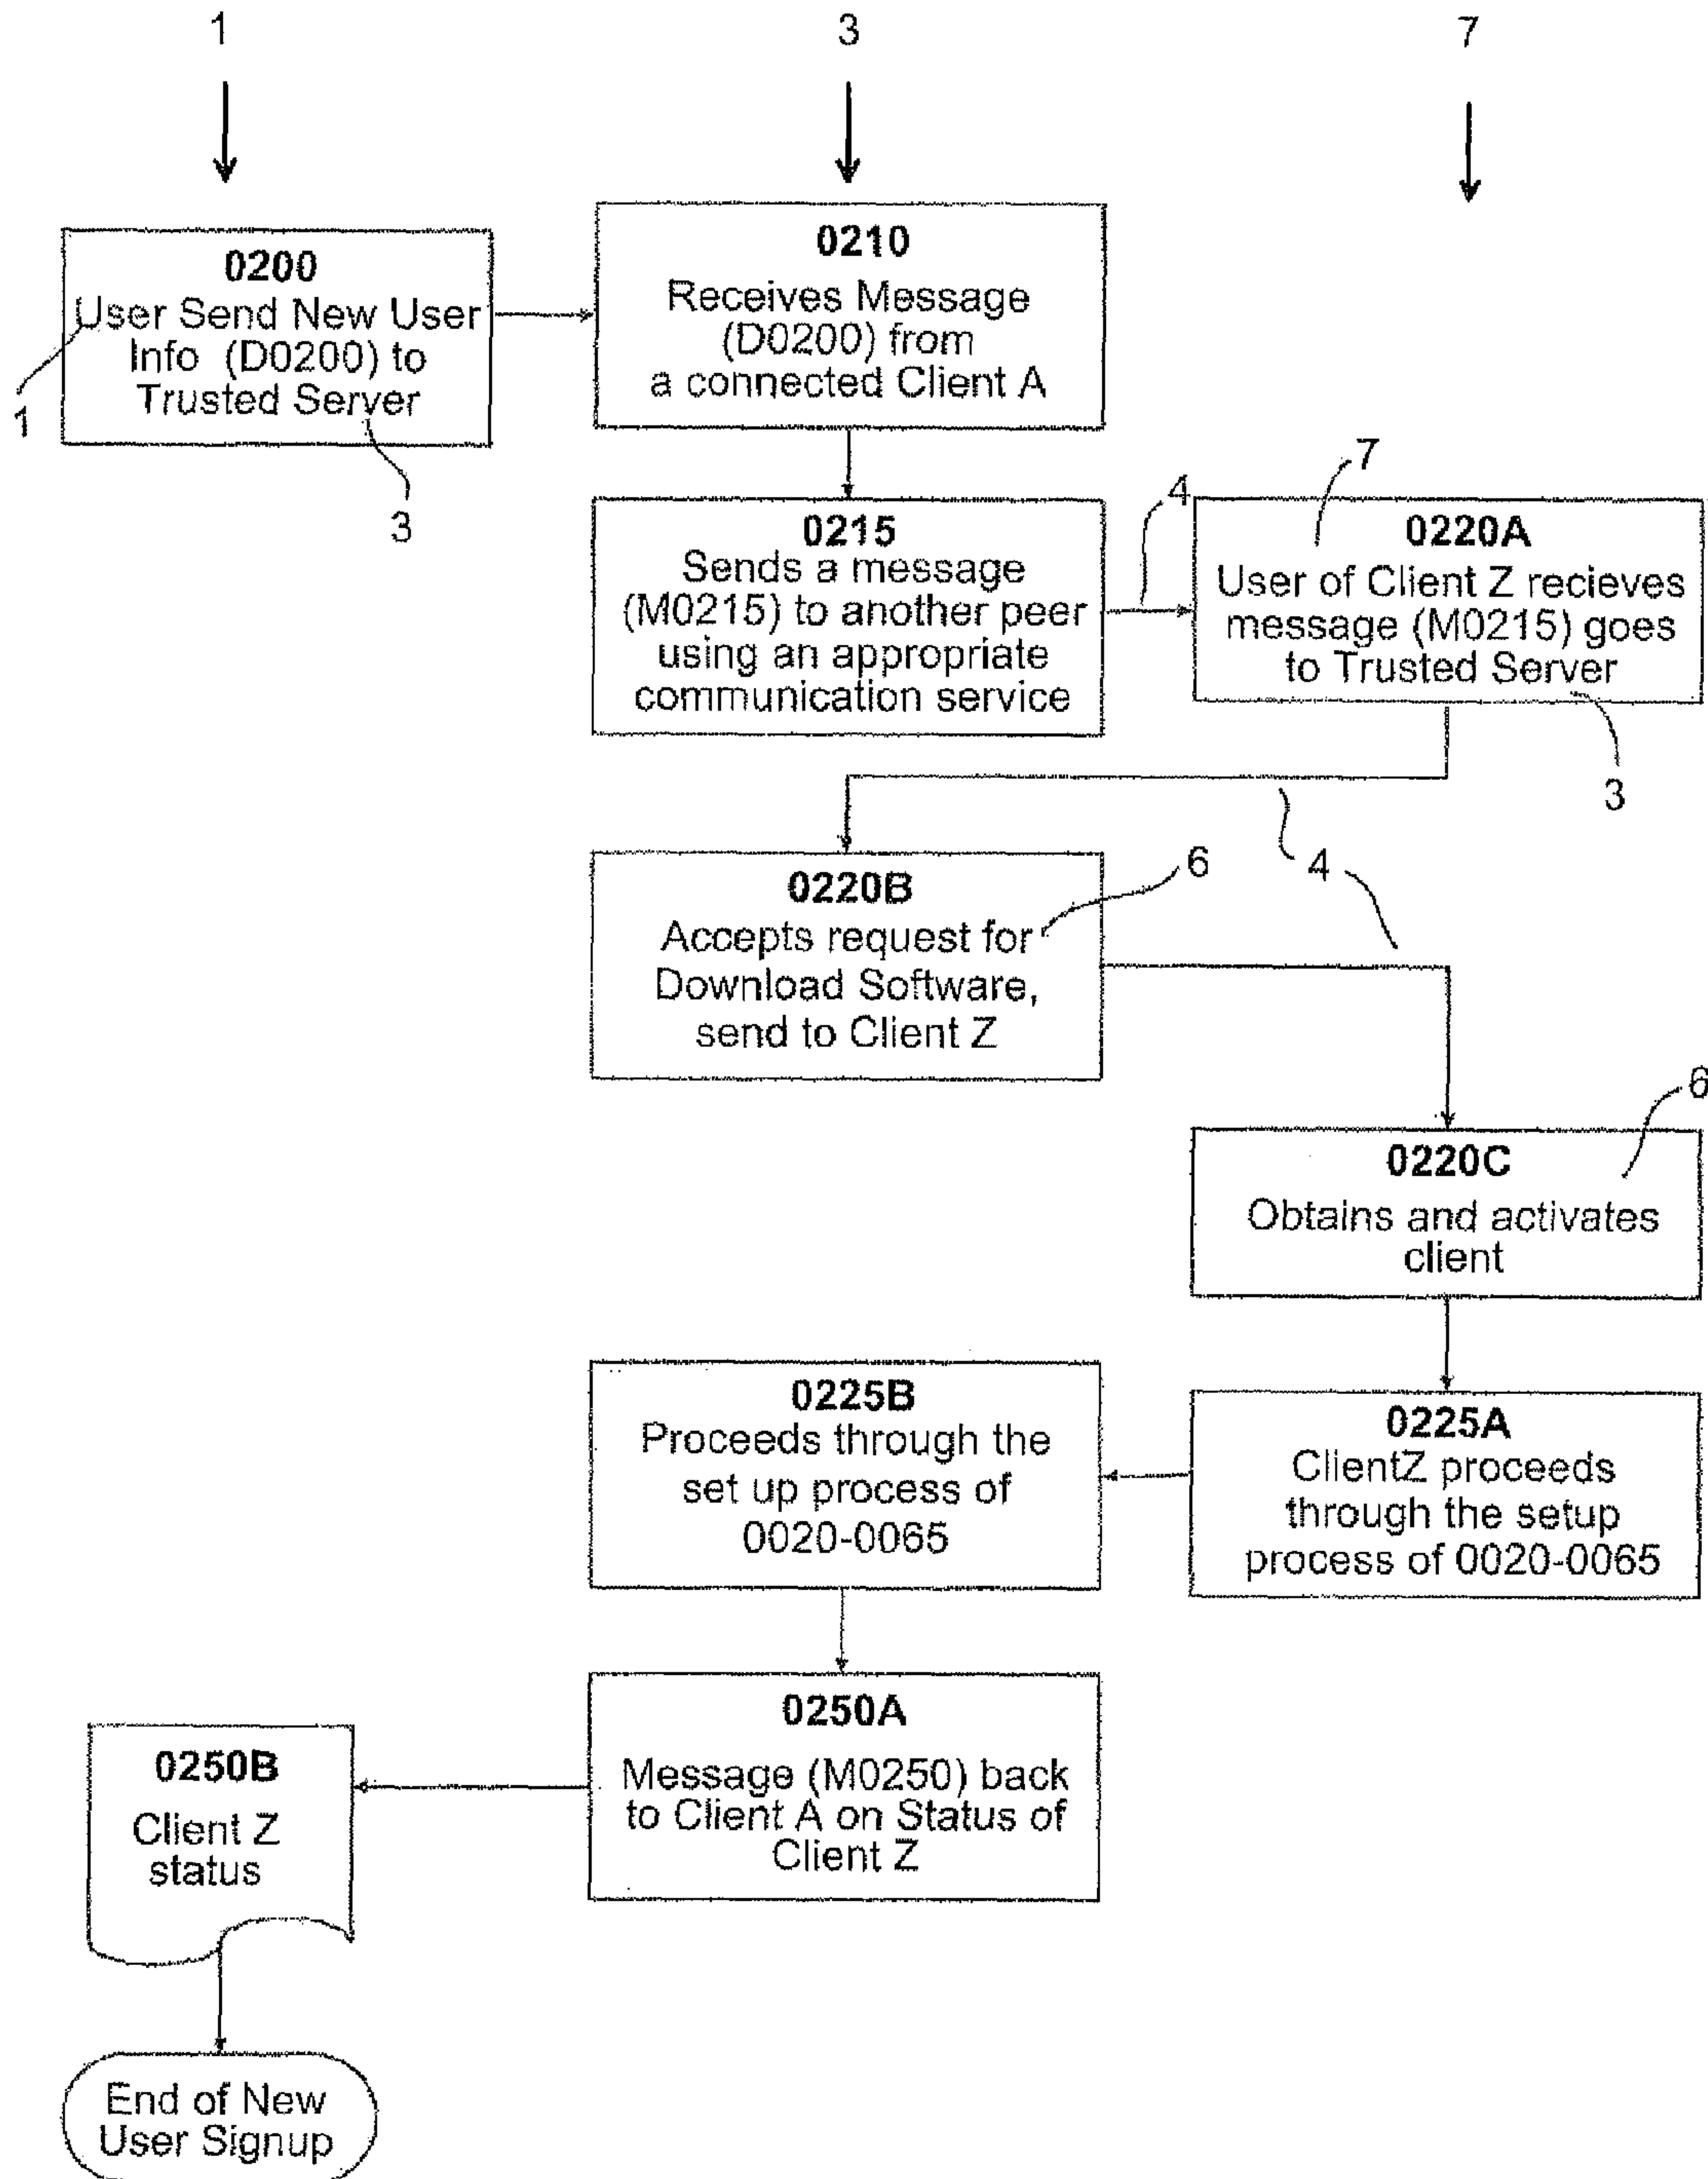 1
3
7
0200
User Send New User
Info (D0200) to
Trusted Server
1
3
0210
Receives Message
(D0200) from
a connected Client A
0215
Sends a message
(M0215) to another peer
using an appropriate
communication service
4
7
0220A
User of Client Z recieves
message (M0215) goes
to Trusted Server
3
4
0220B
Accepts request for
Download Software,
send to Client Z
6
6
0220C
Obtains and activates
client
0225B
Proceeds through the
set up process of
0020-0065
0225A
ClientZ proceeds
through the setup
process of 0020-0065
0250A
Message (M0250) back
to Client A on Status of
Client Z
0250B
Client Z
status
End of New
User Signup